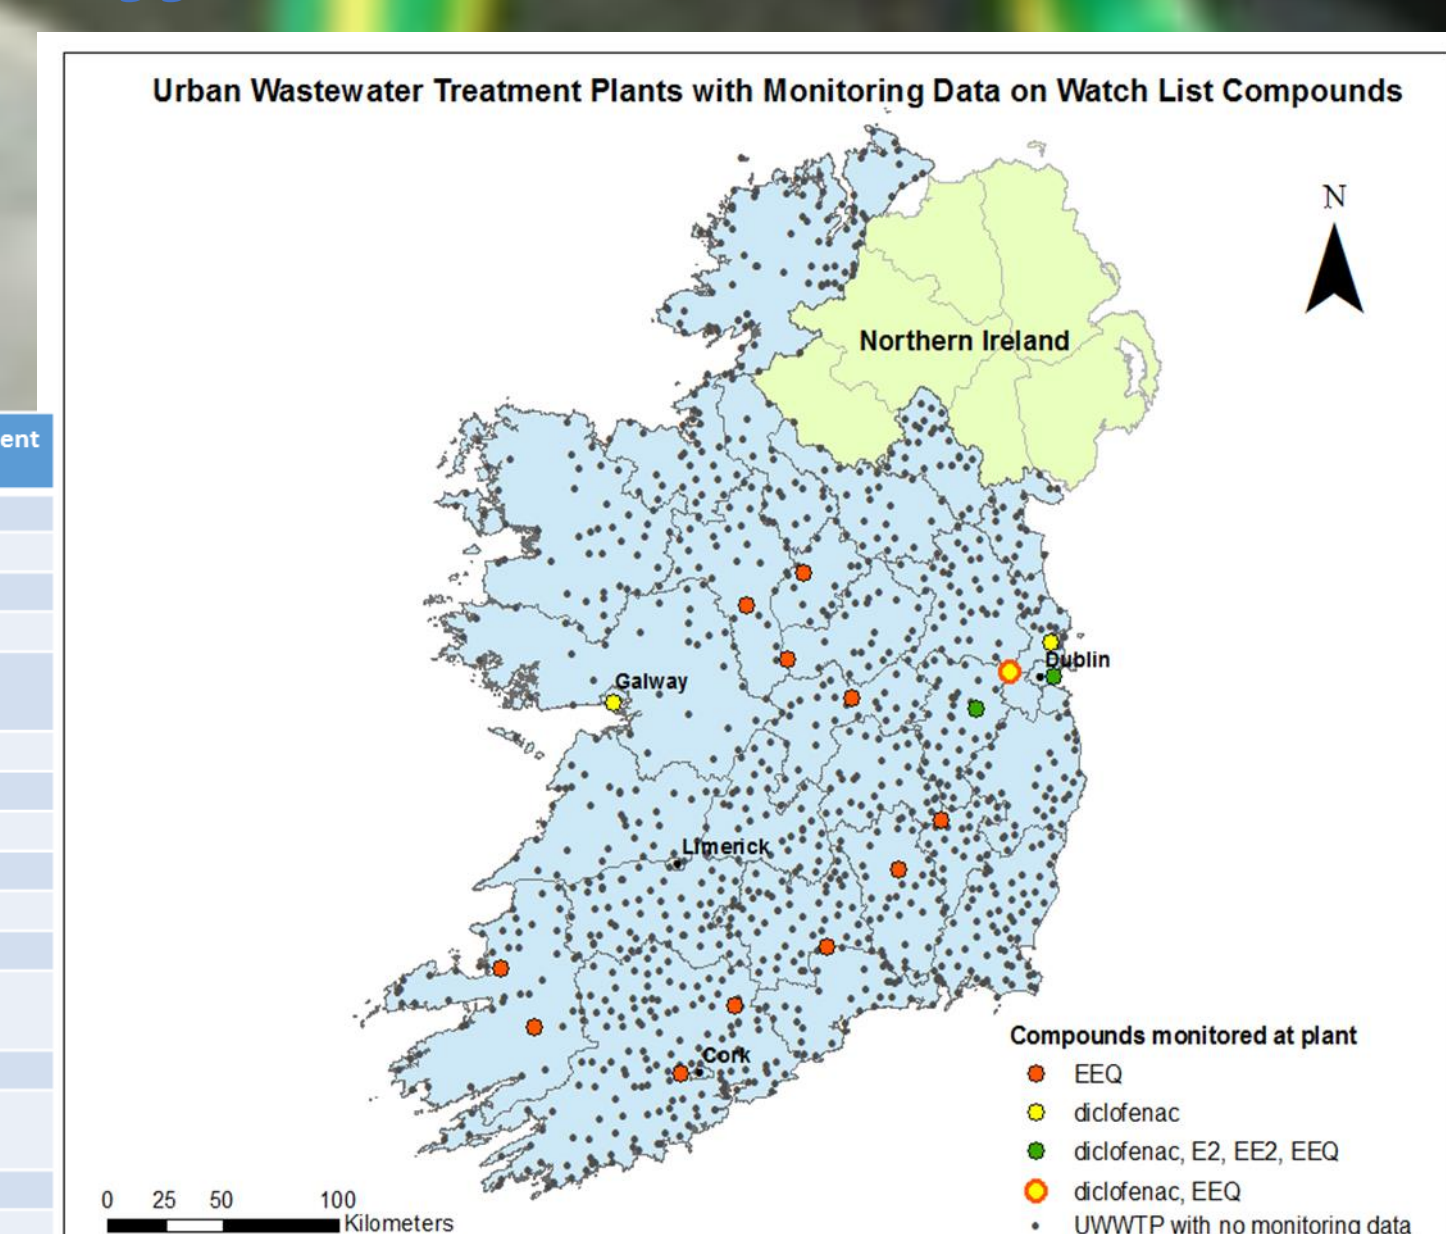 Urban Wastewater Treatment Plants with Monitoring Data on Watch List Compounds
N
Northern Ireland
ent
Dublin
Galway
Limerick
Cork
Compounds monitored at plant
EEQ
diclofenac
diclofenac, E2, EE2, EEQ
diclofenac, EEQ
UWWTP with no monitoring data
0 25 50 100
Kilometers